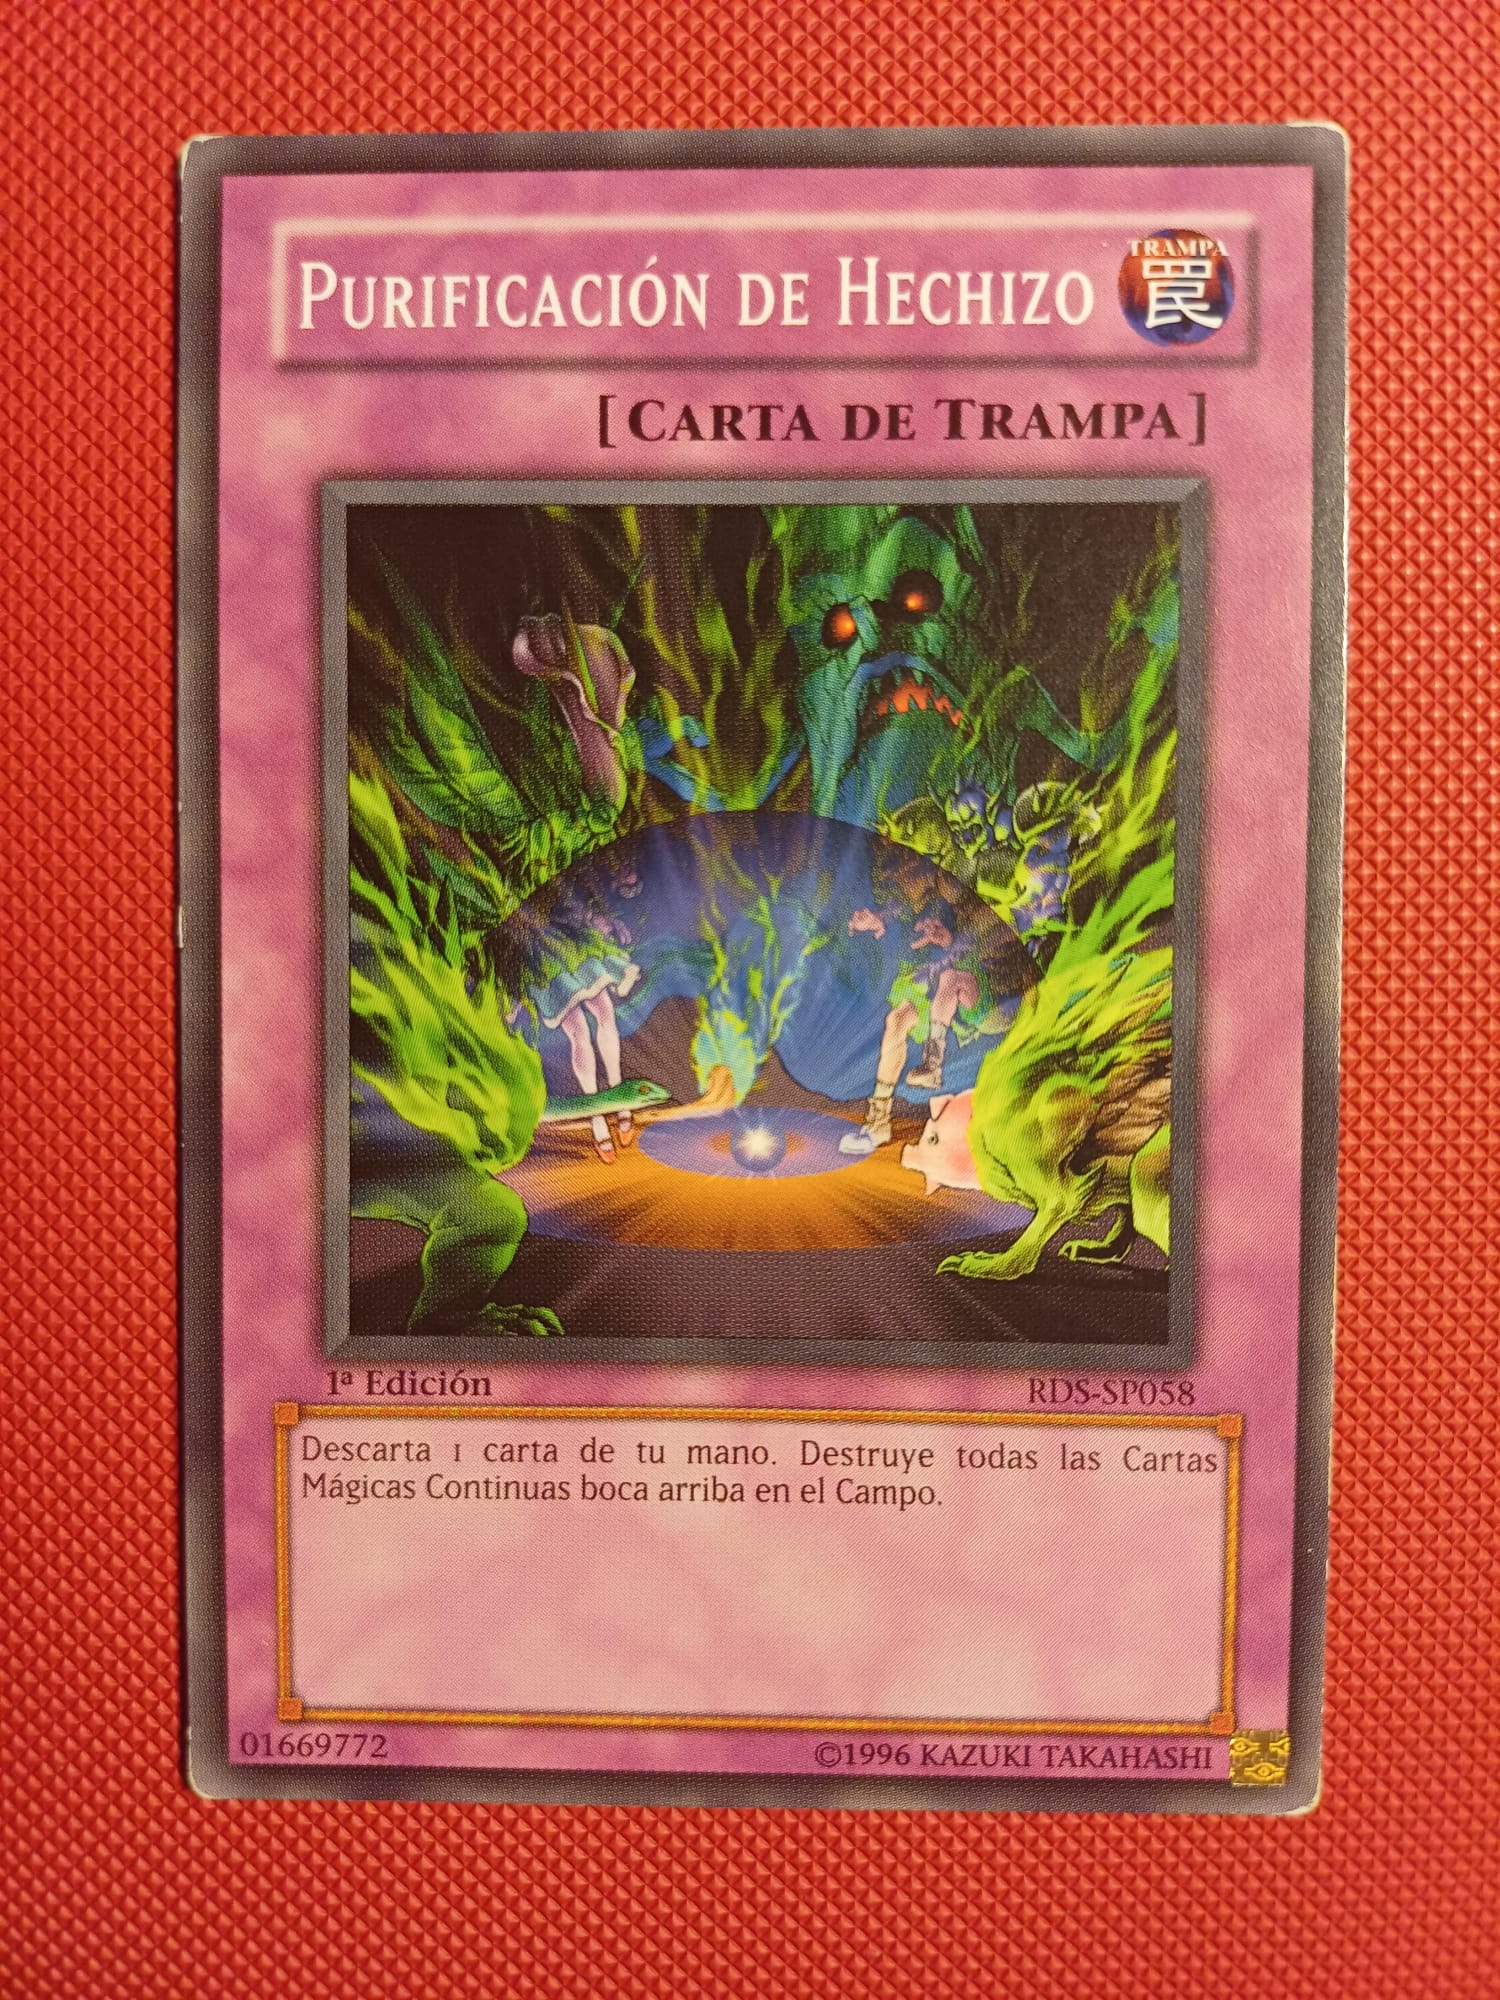 PURIFICACIÓN DE HECHIZO
TRAMPA
罠
[CARTA DE TRAMPA]
1ª Edición
RDS-SP058
Descarta 1 carta de tu mano. Destruye todas las Cartas
Mágicas Continuas boca arriba en el Campo.
01669772
©1996 KAZUKI TAKAHASHI